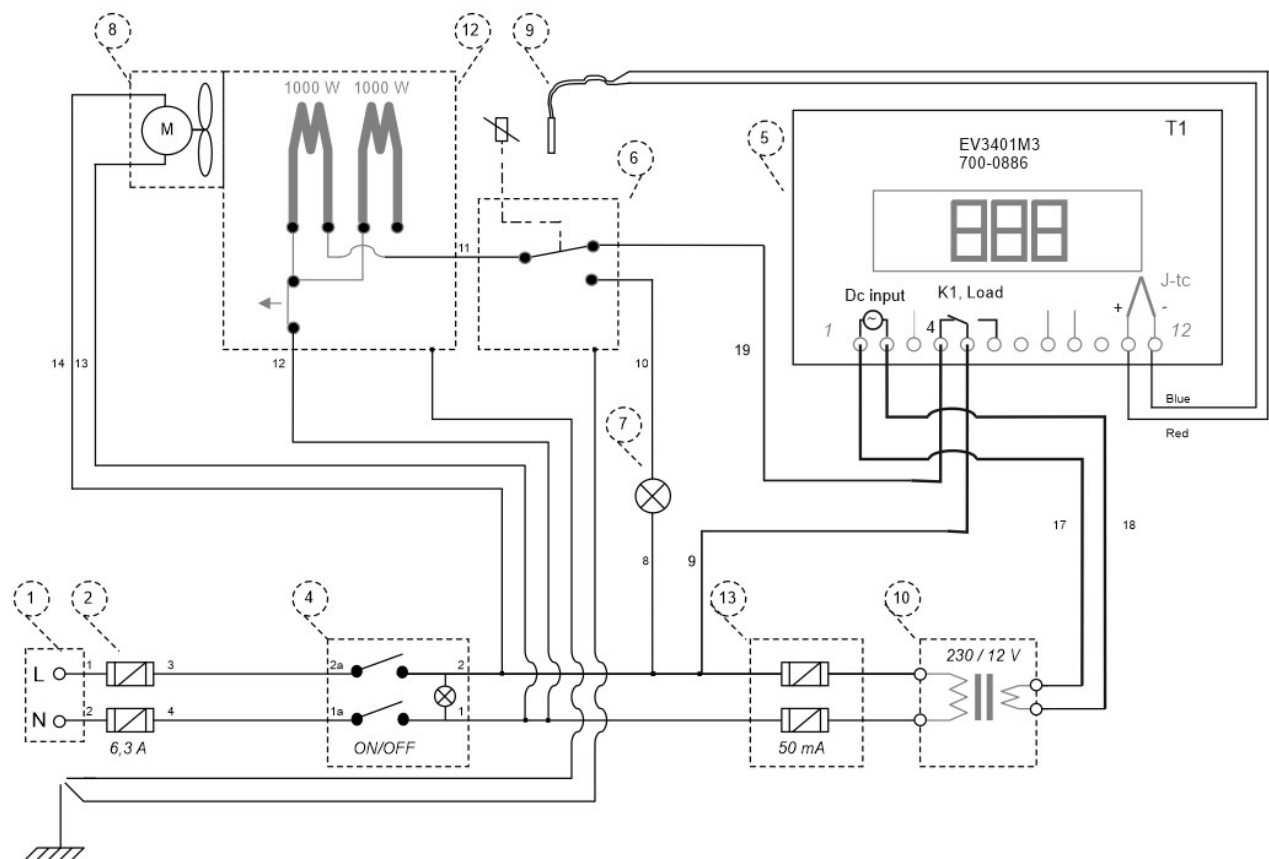 8
12
9
1000 W 1000 W
M
T1
EV3401M3
700-0886
5
6
888
11
J-tc
Dc input
K1, Load
+ -
1
4
12
14
13
12
10
19
Blue
Red
7
17
18
8
9
1
2
4
13
10
L
1
3
2a
2
230 / 12 V
N
2
4
1a
1
6,3 A
ON/OFF
50 mA